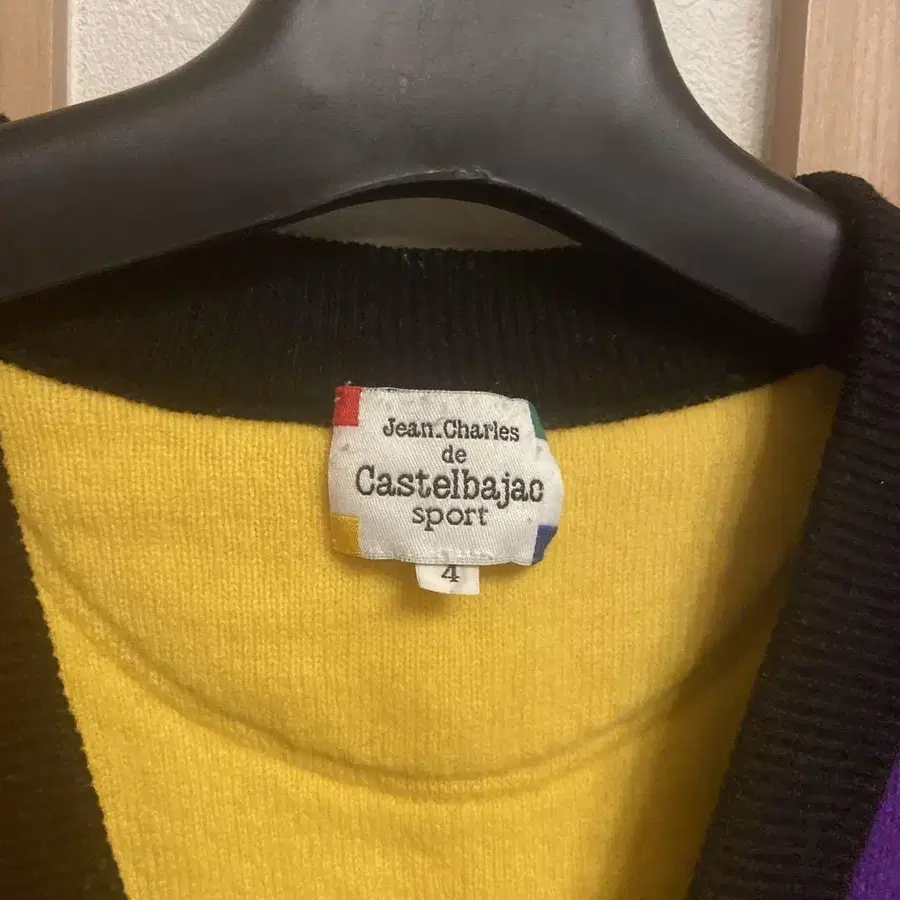 Jean-Charles
de
Castelbajac
sport
4